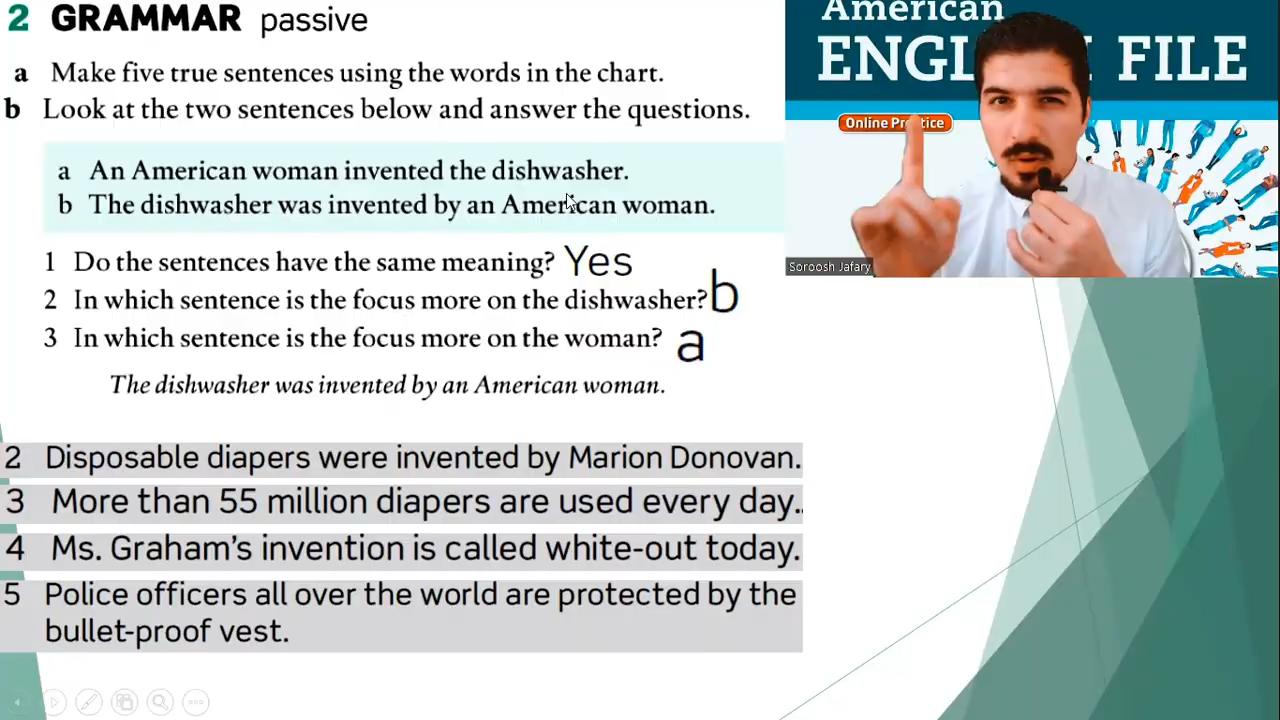 2 GRAMMAR passive
a Make five true sentences using the words in the chart.
b Look at the two sentences below and answer the questions.
a An American woman invented the dishwasher.
b The dishwasher was invented by an American woman.
1 Do the sentences have the same meaning? Yes
2 In which sentence is the focus more on the dishwasher? b
3 In which sentence is the focus more on the woman? a
The dishwasher was invented by an American woman.
2 Disposable diapers were invented by Marion Donovan.
3 More than 55 million diapers are used every day..
4 Ms. Graham's invention is called white-out today.
5 Police officers all over the world are protected by the
bullet-proof vest.
American
ENGL FILE
Online
Soroosh Jafary